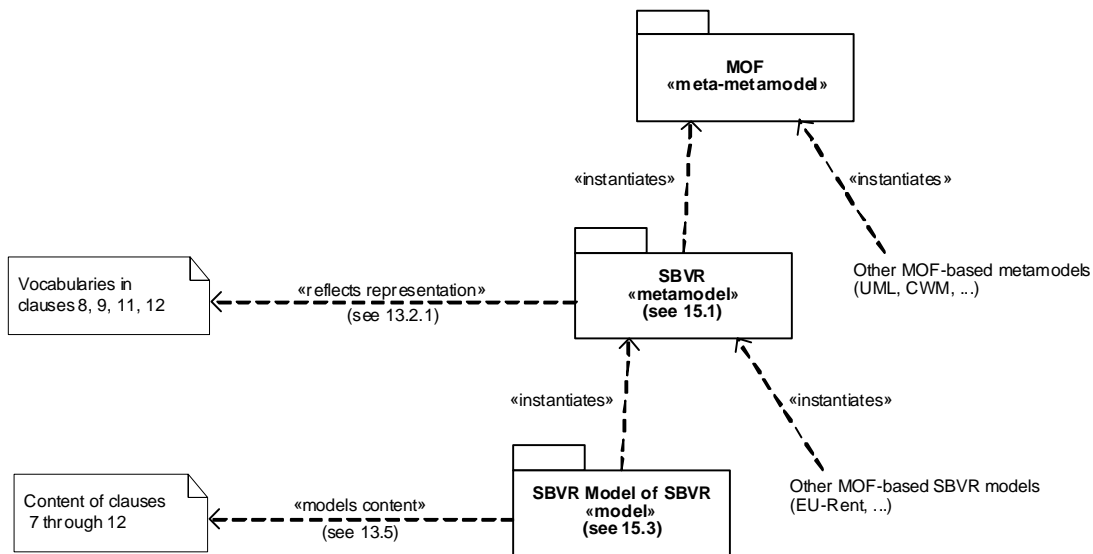 MOF
«meta-metamodel»
«instantiates»
«instantiates»
SBVR
«metamodel»
(see 15.1)
Other MOF-based metamodels
(UML, CWM, ...)
Vocabularies in
clauses 8, 9, 11, 12
«reflects representation»
(see 13.2.1)
«instantiates»
«instantiates»
SBVR Model of SBVR
«model»
(see 15.3)
Other MOF-based SBVR models
(EU-Rent, ...)
Content of clauses
7 through 12
«models content»
(see 13.5)